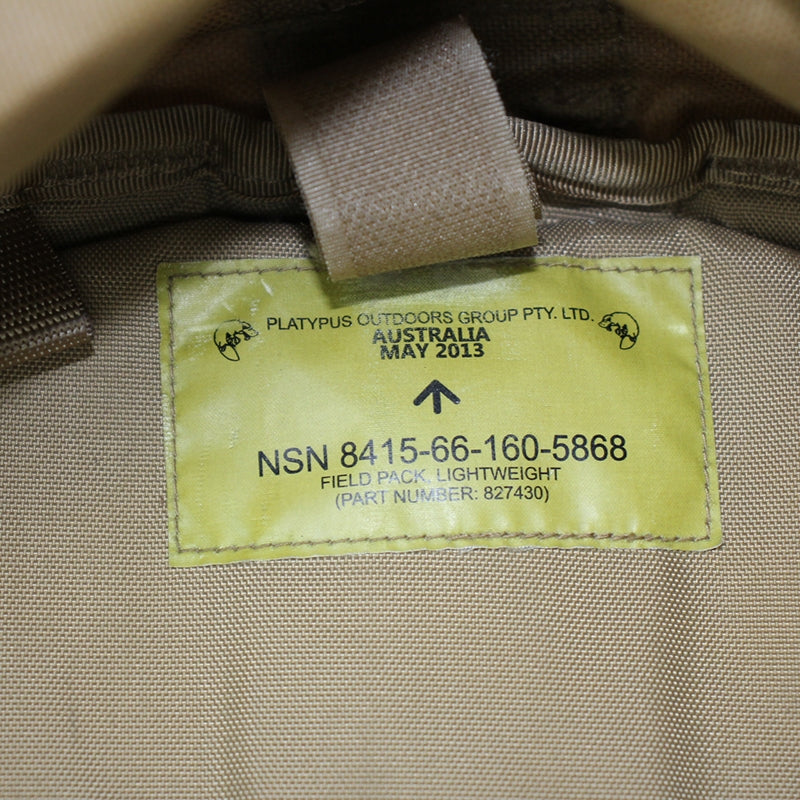 PLATYPUS OUTDOORS GROUP PTY. LTD.
AUSTRALIA
MAY 2013
NSN 8415-66-160-5868
FIELD PACK, LIGHTWEIGHT
(PART NUMBER: 827430)